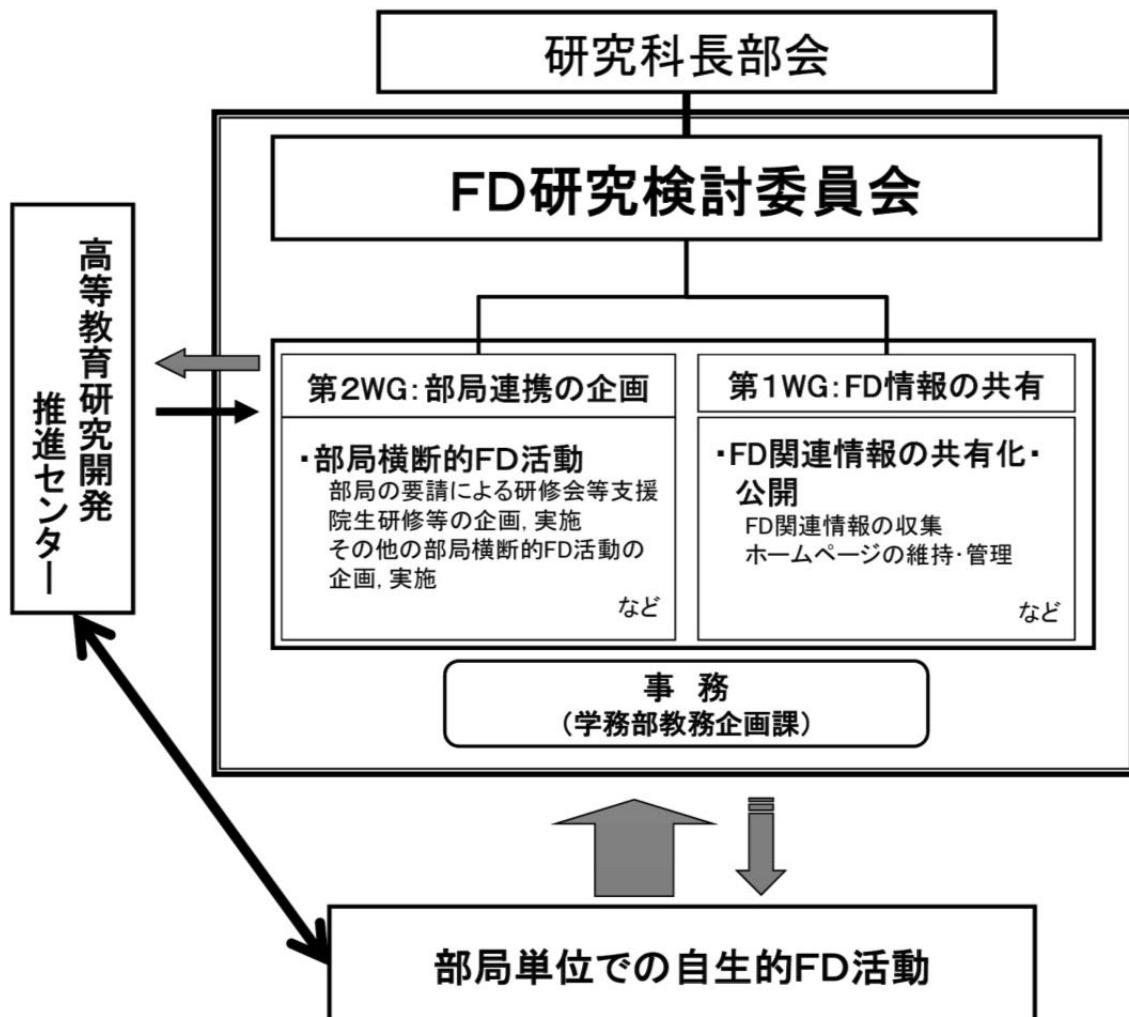 研究科長部会
FD研究検討委員会
高等教育研究開発
推進センター
第2WG:部局連携の企画
・部局横断的FD活動
部局の要請による研修会等支援
院生研修等の企画, 実施
その他の部局横断的FD活動の
企画, 実施
など
第1WG:FD情報の共有
・FD関連情報の共有化・
公開
FD関連情報の収集
ホームページの維持・管理
など
事 務
(学務部教務企画課)
部局単位での自生的FD活動